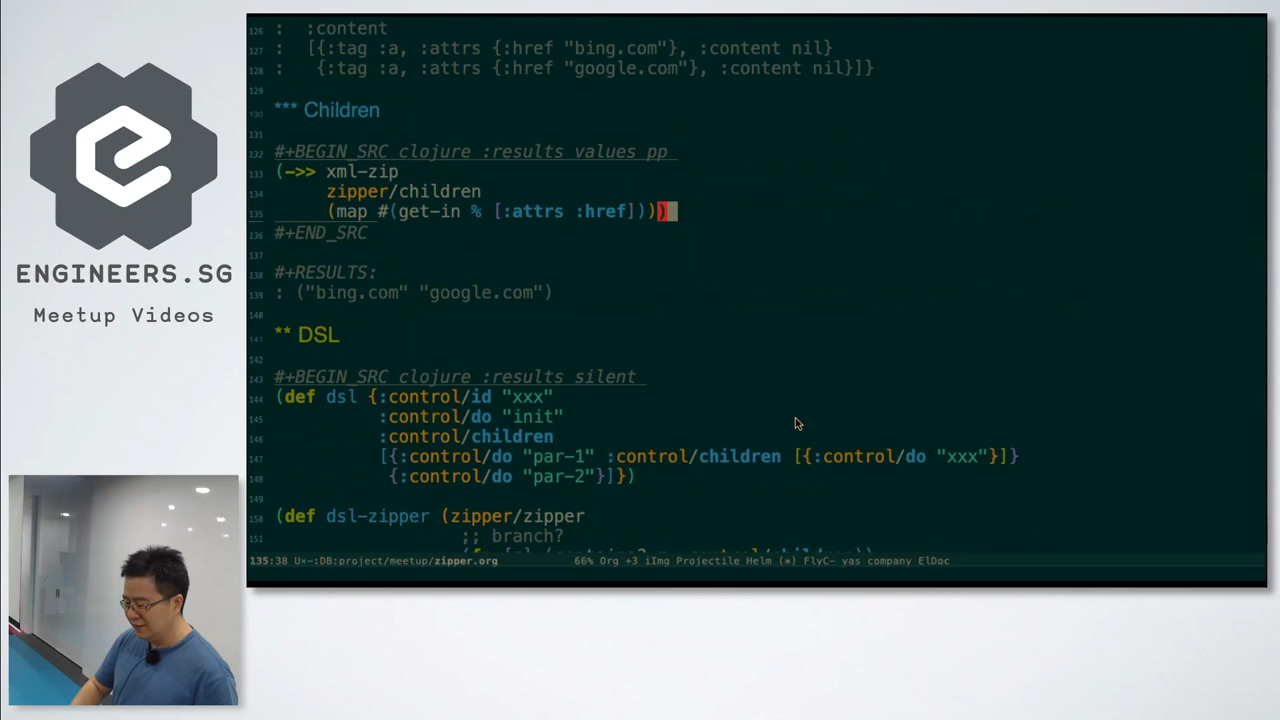 ENGINEERS.SG
Meetup Videos
126 :  :content
127 :  [{:tag :a, :attrs {:href "bing.com"}, :content nil}
128 :   {:tag :a, :attrs {:href "google.com"}, :content nil}]}
129
130 *** Children
131
132 #+BEGIN_SRC clojure :results values pp
133 (->> xml-zip
134      zipper/children
135      (map #(get-in % [:attrs :href])))
136 #+END_SRC
137
138 #+RESULTS:
139 : ("bing.com" "google.com")
140
141 ** DSL
142
143 #+BEGIN_SRC clojure :results silent
144 (def dsl {:control/id "xxx"
145           :control/do "init"
146           :control/children
147           [{:control/do "par-1" :control/children [{:control/do "xxx"}]}
148            {:control/do "par-2"}]})
149
150 (def dsl-zipper (zipper/zipper
151                   ;; branch?
135:38 U×-:DB:project/meetup/zipper.org 66% Org +3 iImg Projectile Helm (*) FlyC- yas company ElDoc